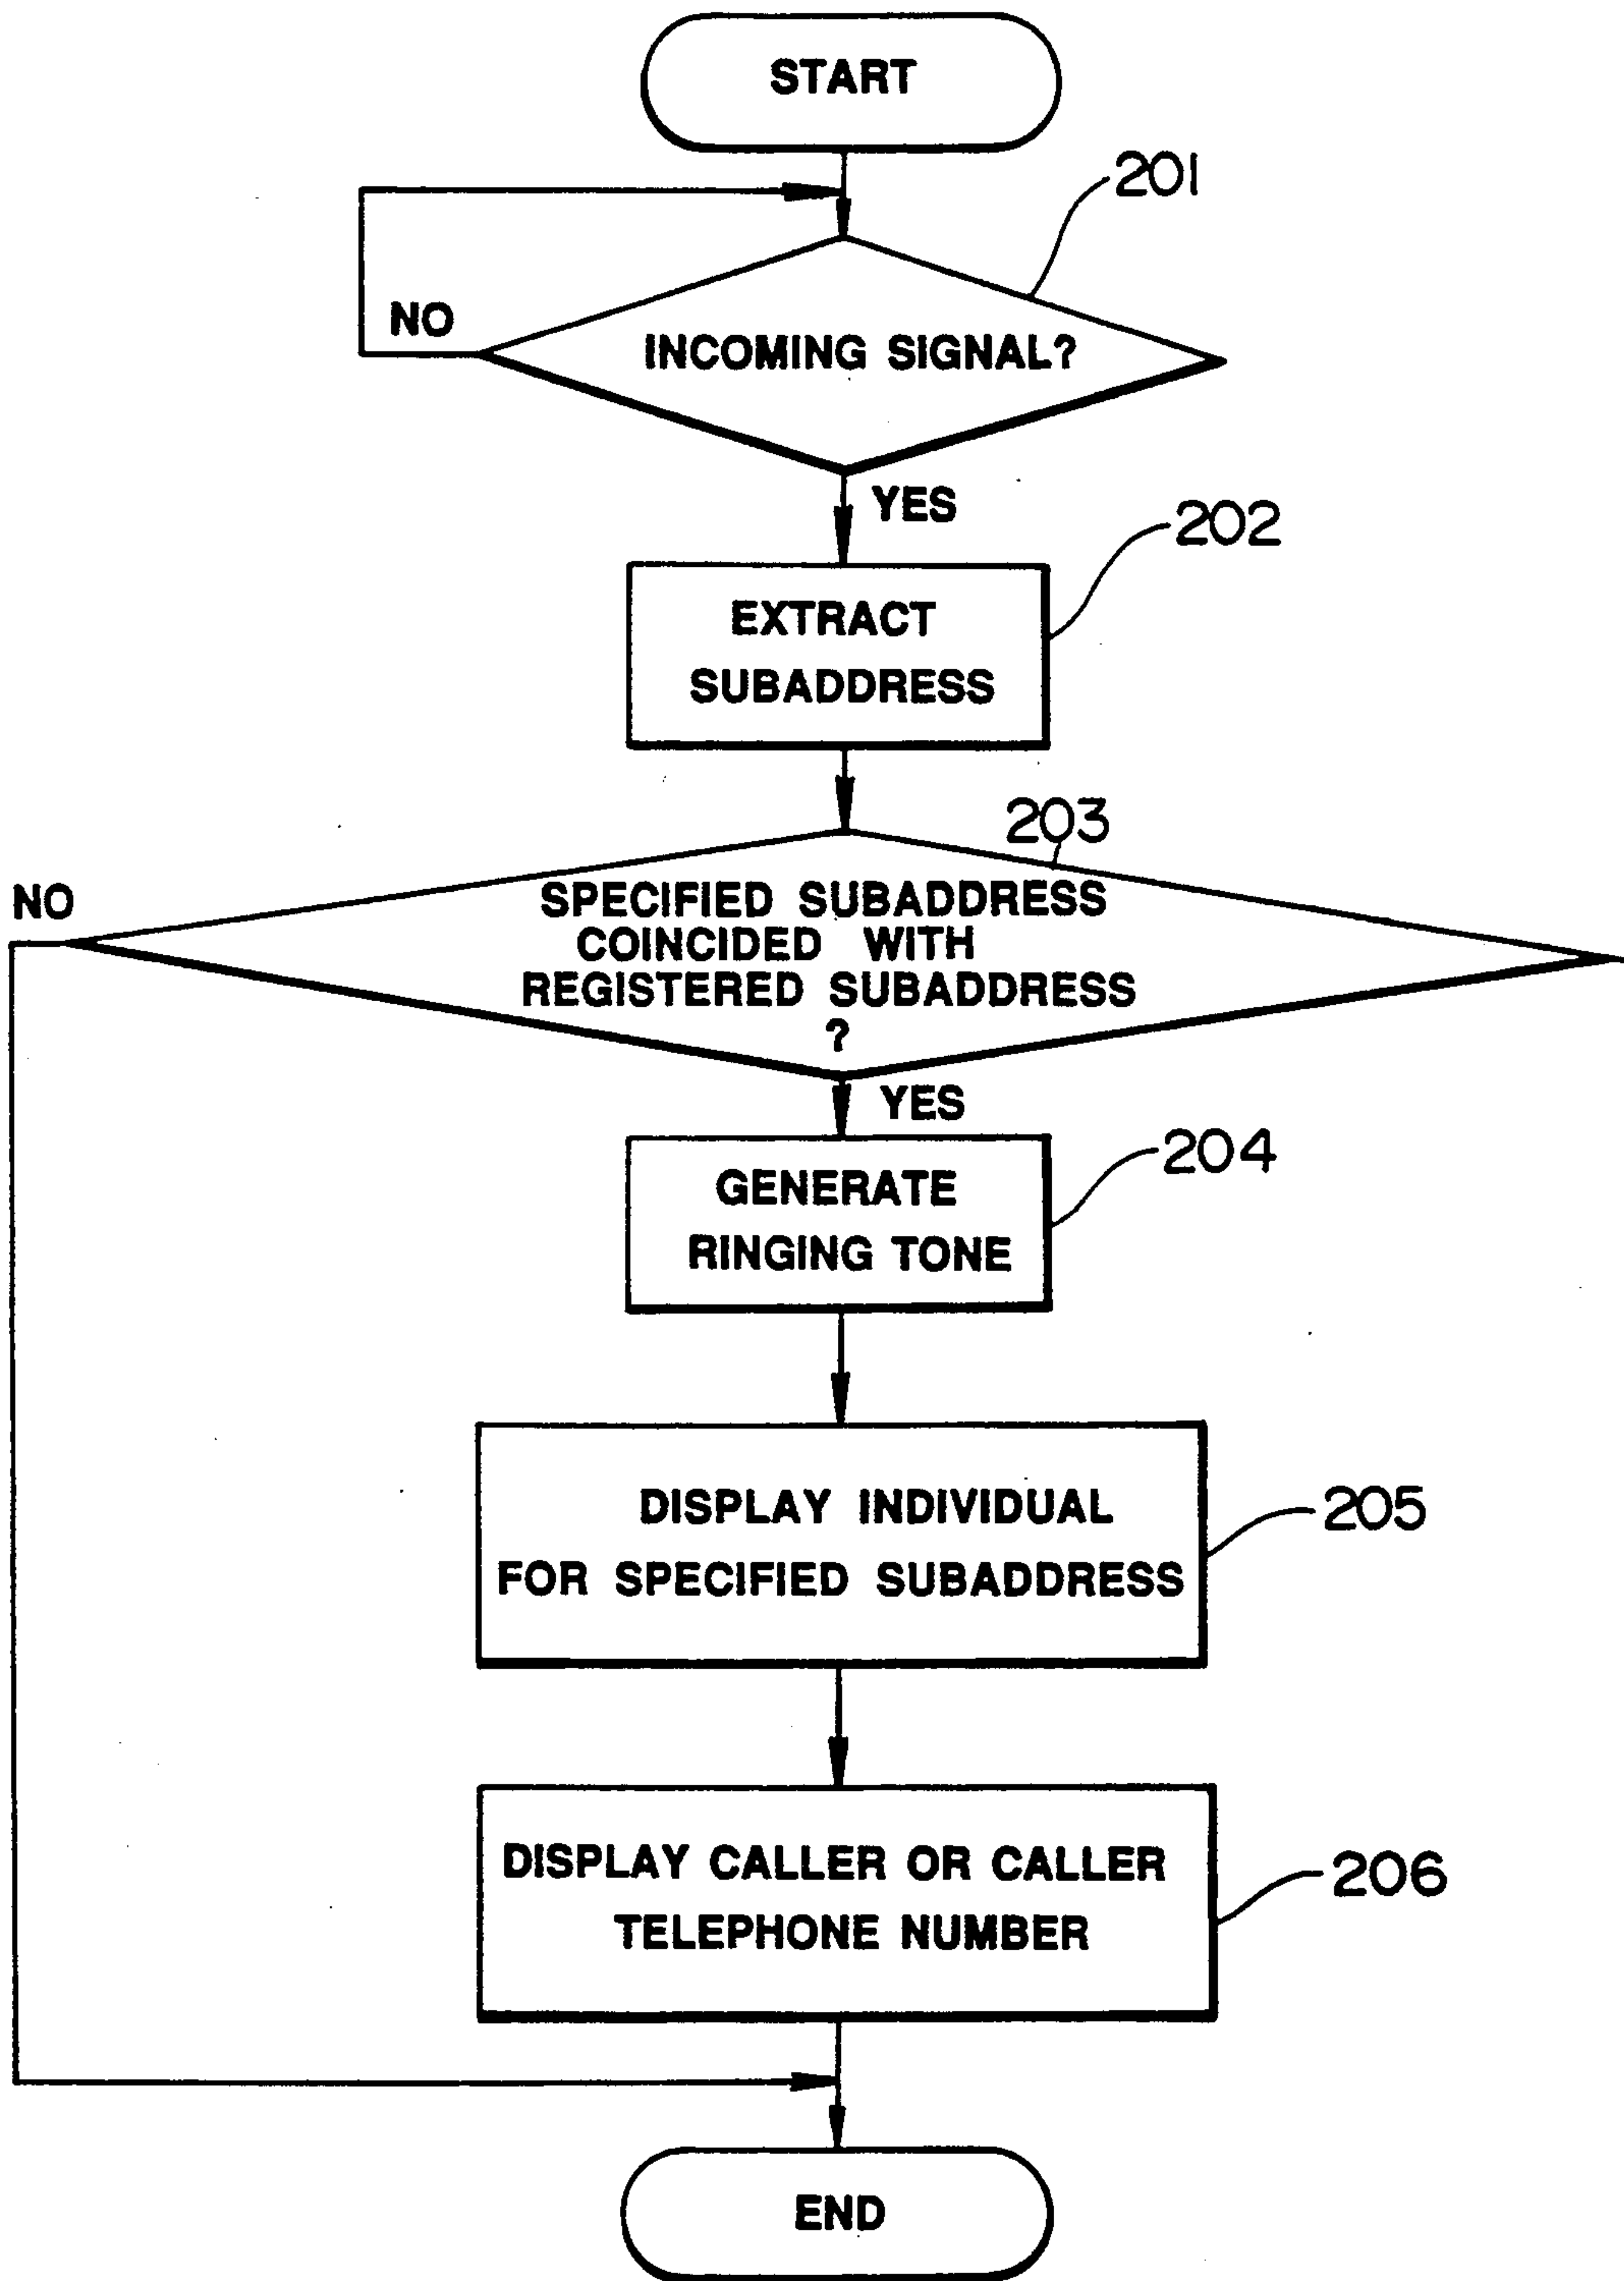 START
201
NO
INCOMING SIGNAL?
YES
202
EXTRACT
SUBADDRESS
203
NO
SPECIFIED SUBADDRESS
COINCIDED WITH
REGISTERED SUBADDRESS
?
YES
204
GENERATE
RINGING TONE
DISPLAY INDIVIDUAL
205
FOR SPECIFIED SUBADDRESS
DISPLAY CALLER OR CALLER
206
TELEPHONE NUMBER
END